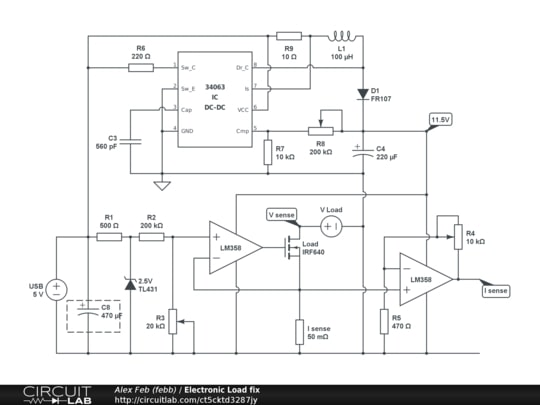 R6
220 Ω
34063
IC
DC-DC
1
Sw_C
2
Sw_E
3
Cap
4
GND
8
Dr_C
7
Is
6
VCC
5
Cmp
R9
10 Ω
L1
100 µH
D1
FR107
11.5V
C3
560 pF
R7
10 kΩ
R8
200 kΩ
C4
220 µF
V sense
V Load
R1
500 Ω
R2
200 kΩ
LM358
Load
IRF640
R4
10 kΩ
LM358
I sense
USB
5 V
C8
470 µF
2.5V
TL431
R3
20 kΩ
I sense
50 mΩ
R5
470 Ω
CIRCUIT LAB
Alex Feb (febb) / Electronic Load fix
http://circuitlab.com/ct5cktd3287jy